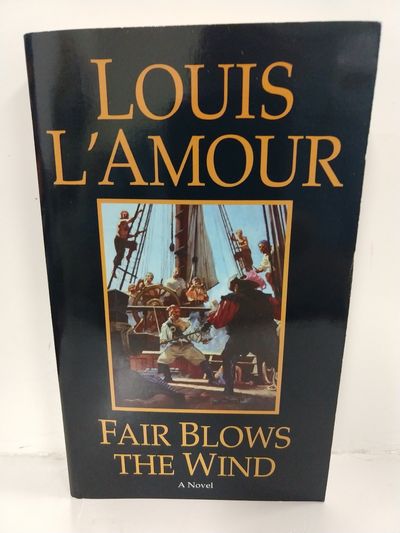 LOUIS
L'AMOUR
FAIR BLOWS
THE WIND
A Novel